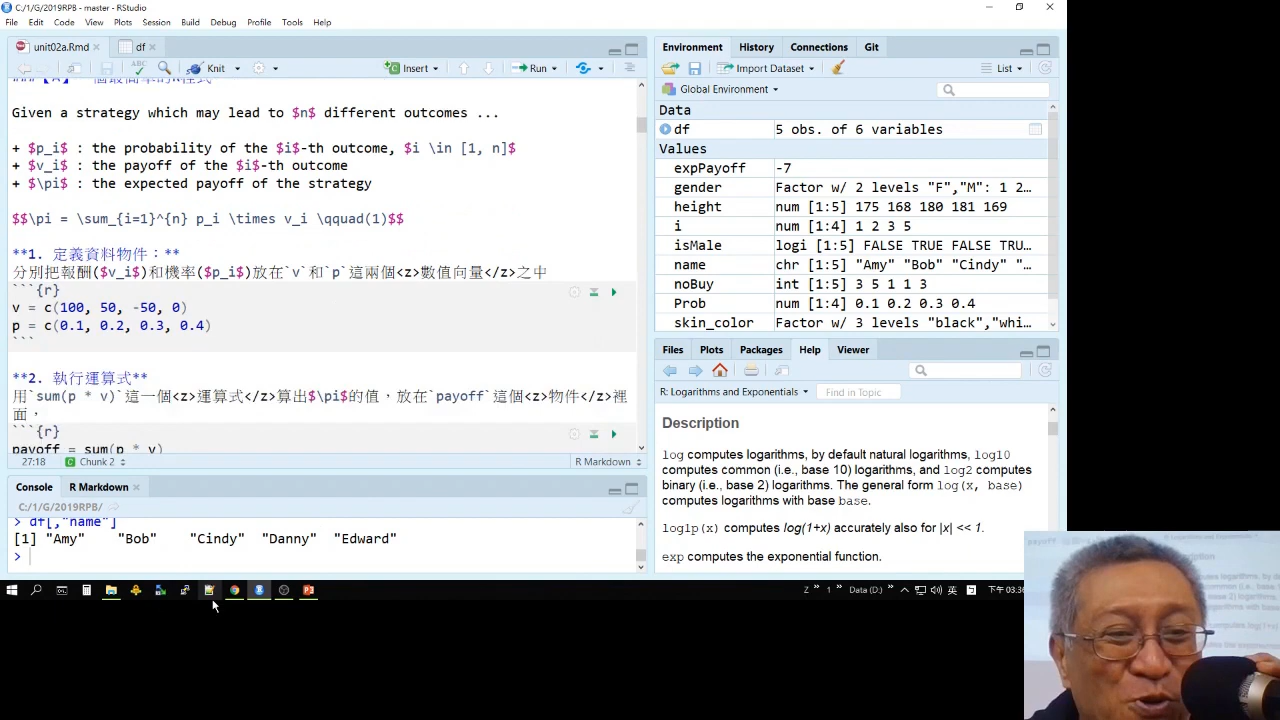 C:/1/G/2019RPB - master - RStudio
File Edit Code View Plots Session Build Debug Profile Tools Help
unit02a.Rmd
df
Knit
Insert
Run
Given a strategy which may lead to $n$ different outcomes ...
+ $p_i$ : the probability of the $i$-th outcome, $i \in [1, n]$
+ $v_i$ : the payoff of the $i$-th outcome
+ $\pi$ : the expected payoff of the strategy
$$\pi = \sum_{i=1}^{n} p_i \times v_i \qquad(1)$$
**1. 定義資料物件：**
分別把報酬($v_i$)和機率($p_i$)放在`v`和`p`這兩個<z>數值向量</z>之中
```{r}
v = c(100, 50, -50, 0)
p = c(0.1, 0.2, 0.3, 0.4)
```
**2. 執行運算式**
用`sum(p * v)`這一個<z>運算式</z>算出$\pi$的值，放在`payoff`這個<z>物件</z>裡
面，
```{r}
payoff = sum(p * v)
27:18
Chunk 2
R Markdown
Console
R Markdown
C:/1/G/2019RPB/
> df[,"name"]
[1] "Amy" "Bob" "Cindy" "Danny" "Edward"
>
Environment History Connections Git
Import Dataset
List
Global Environment
Data
df 5 obs. of 6 variables
Values
expPayoff -7
gender Factor w/ 2 levels "F","M": 1 2…
height num [1:5] 175 168 180 181 169
i num [1:4] 1 2 3 5
isMale logi [1:5] FALSE TRUE FALSE TRU…
name chr [1:5] "Amy" "Bob" "Cindy" "…
noBuy int [1:5] 3 5 1 1 3
Prob num [1:4] 0.1 0.2 0.3 0.4
skin_color Factor w/ 3 levels "black","whi…
Files Plots Packages Help Viewer
R: Logarithms and Exponentials
Find in Topic
Description
log computes logarithms, by default natural logarithms, log10
computes common (i.e., base 10) logarithms, and log2 computes
binary (i.e., base 2) logarithms. The general form log(x, base)
computes logarithms with base base.
log1p(x) computes log(1+x) accurately also for |x| << 1.
exp computes the exponential function.
Z
1
Data (D:)
英
下午 03:36